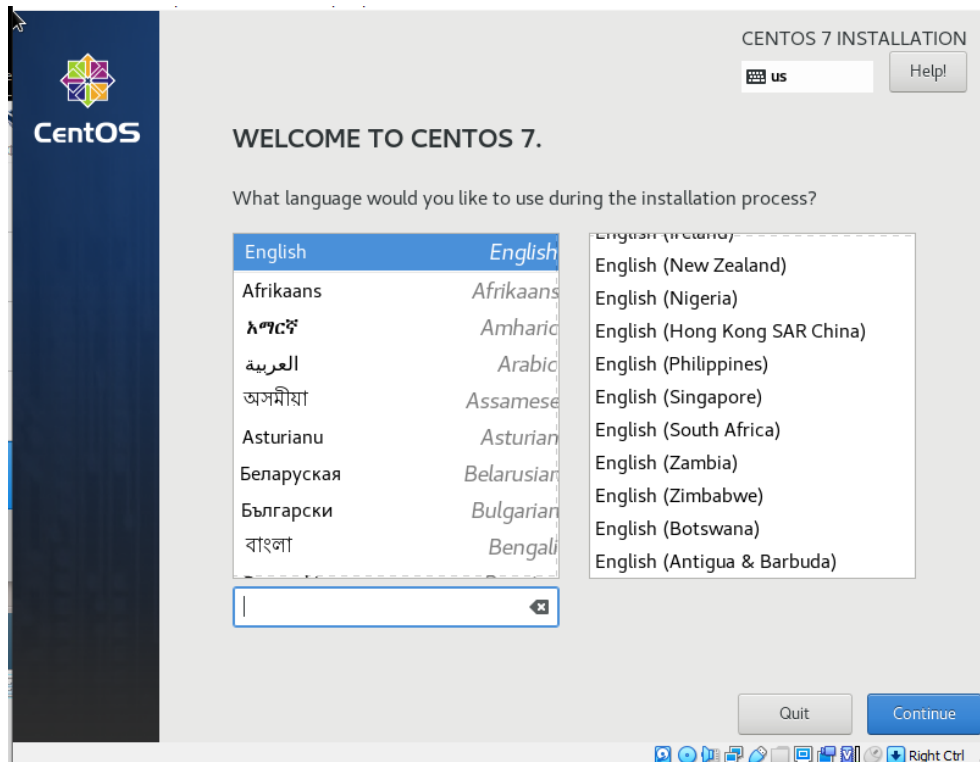 CENTOS 7 INSTALLATION
us
Help!
CentOS
WELCOME TO CENTOS 7.
What language would you like to use during the installation process?
English English
Afrikaans Afrikaans
አማርኛ Amharic
العربية Arabic
অসমীয়া Assamese
Asturianu Asturian
Беларуская Belarusian
Български Bulgarian
বাংলা Bengali
English (Ireland)
English (New Zealand)
English (Nigeria)
English (Hong Kong SAR China)
English (Philippines)
English (Singapore)
English (South Africa)
English (Zambia)
English (Zimbabwe)
English (Botswana)
English (Antigua & Barbuda)
Quit
Continue
Right Ctrl